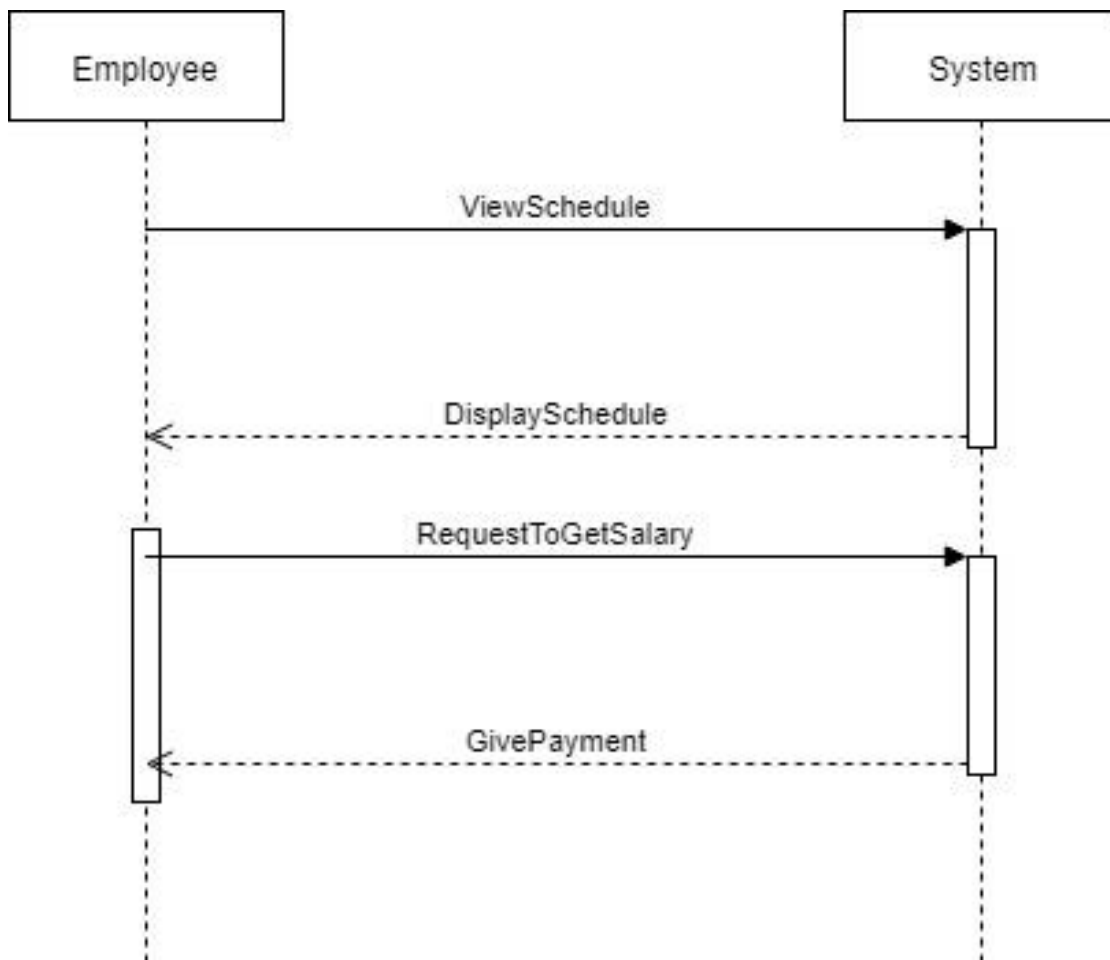 Employee
System
ViewSchedule
DisplaySchedule
RequestToGetSalary
GivePayment